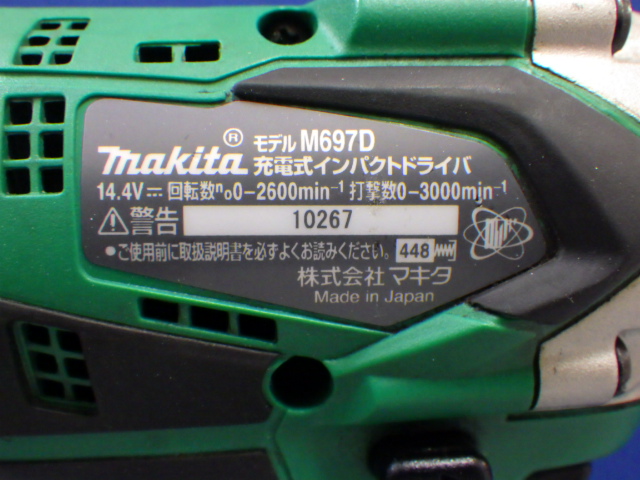 makita ® モデル M697D
充電式インパクトドライバ
14.4V⎓ 回転数n₀0-2600min⁻¹ 打撃数0-3000min⁻¹
⚠警告 10267
●ご使用前に取扱説明書を必ずよくお読みください。 448
株式会社 マキタ
Made in Japan